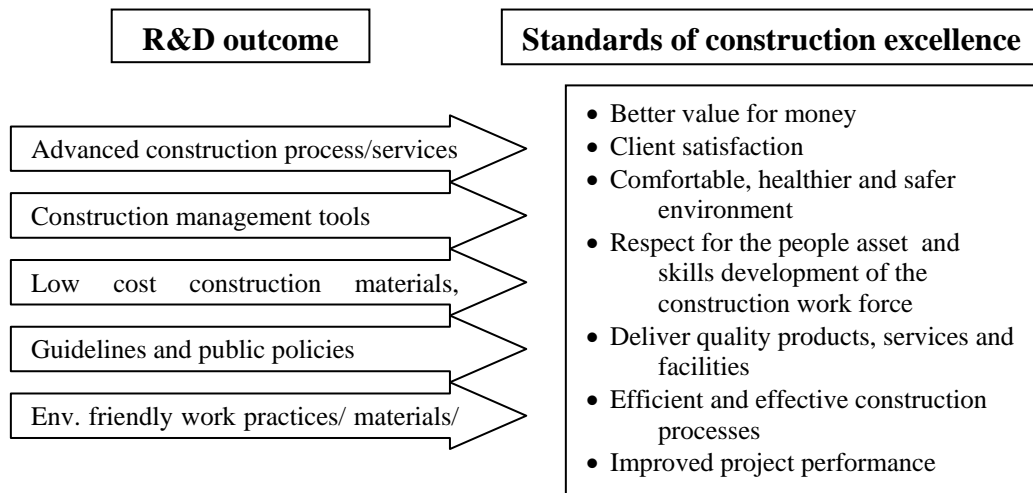 R&D outcome
Standards of construction excellence
Advanced construction process/services
Construction management tools
Low cost construction materials,
Guidelines and public policies
Env. friendly work practices/ materials/
• Better value for money
• Client satisfaction
• Comfortable, healthier and safer
environment
• Respect for the people asset and
skills development of the
construction work force
• Deliver quality products, services and
facilities
• Efficient and effective construction
processes
• Improved project performance